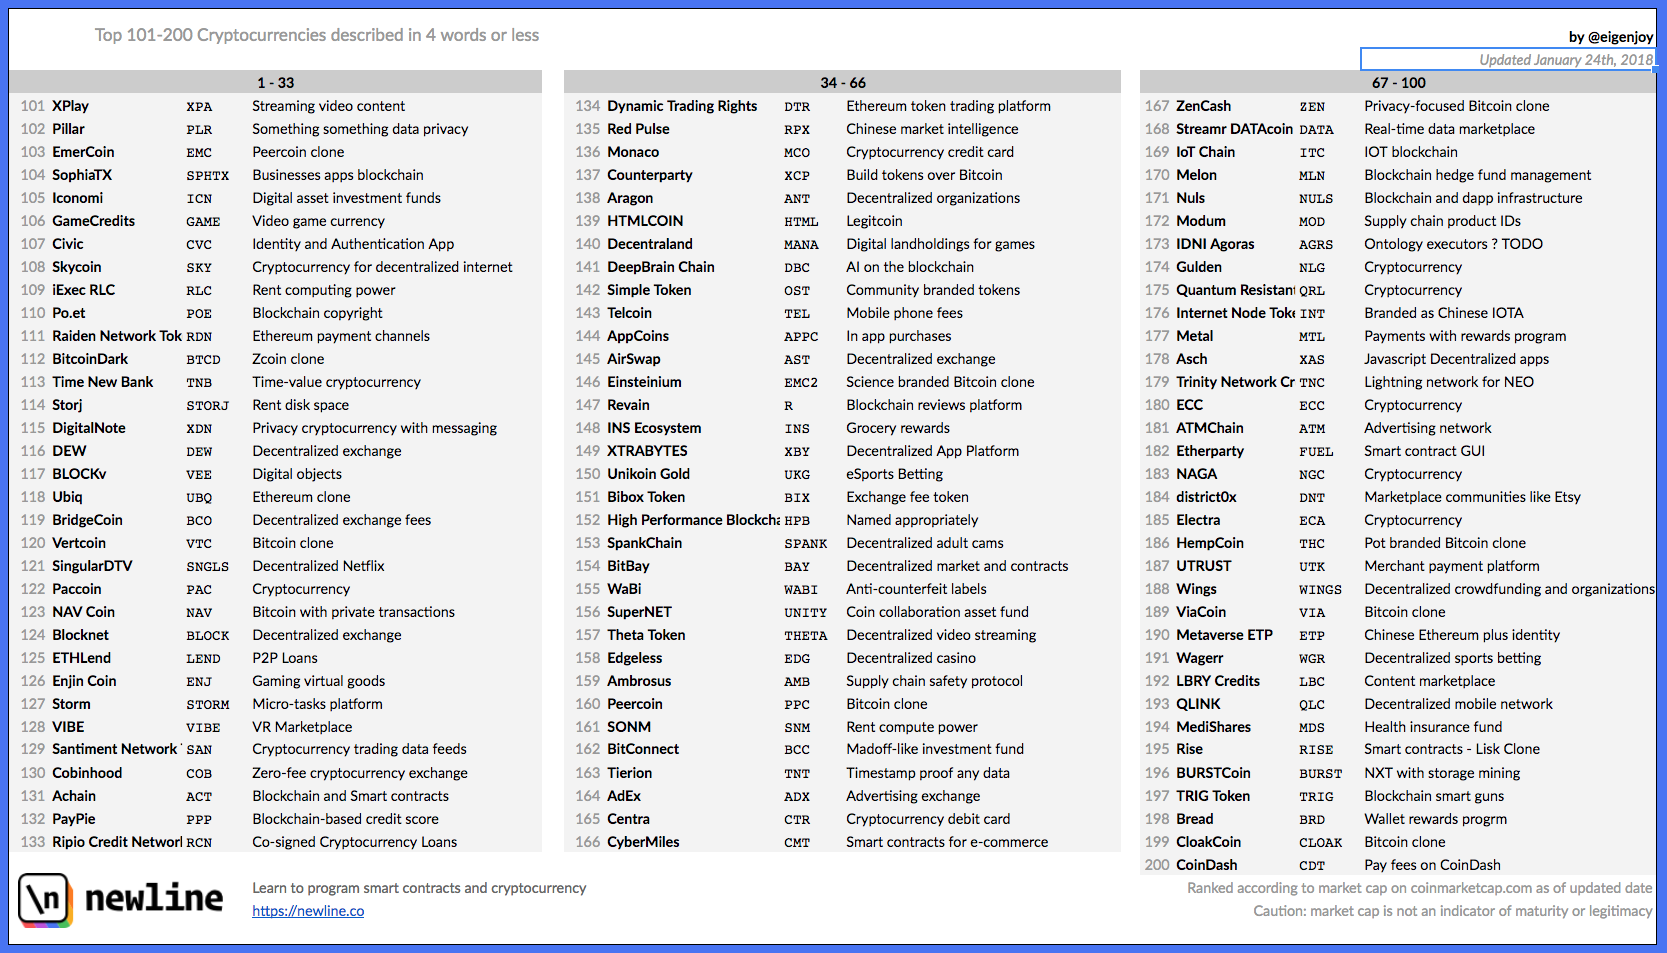 Top 101-200 Cryptocurrencies described in 4 words or less
by @eigenjoy
Updated January 24th, 2018
1 - 33
101 XPlay XPA Streaming video content
102 Pillar PLR Something something data privacy
103 EmerCoin EMC Peercoin clone
104 SophiaTX SPHTX Businesses apps blockchain
105 Iconomi ICN Digital asset investment funds
106 GameCredits GAME Video game currency
107 Civic CVC Identity and Authentication App
108 Skycoin SKY Cryptocurrency for decentralized internet
109 iExec RLC RLC Rent computing power
110 Po.et POE Blockchain copyright
111 Raiden Network Tok RDN Ethereum payment channels
112 BitcoinDark BTCD Zcoin clone
113 Time New Bank TNB Time-value cryptocurrency
114 Storj STORJ Rent disk space
115 DigitalNote XDN Privacy cryptocurrency with messaging
116 DEW DEW Decentralized exchange
117 BLOCKv VEE Digital objects
118 Ubiq UBQ Ethereum clone
119 BridgeCoin BCO Decentralized exchange fees
120 Vertcoin VTC Bitcoin clone
121 SingularDTV SNGLS Decentralized Netflix
122 Paccoin PAC Cryptocurrency
123 NAV Coin NAV Bitcoin with private transactions
124 Blocknet BLOCK Decentralized exchange
125 ETHLend LEND P2P Loans
126 Enjin Coin ENJ Gaming virtual goods
127 Storm STORM Micro-tasks platform
128 VIBE VIBE VR Marketplace
129 Santiment Network SAN Cryptocurrency trading data feeds
130 Cobinhood COB Zero-fee cryptocurrency exchange
131 Achain ACT Blockchain and Smart contracts
132 PayPie PPP Blockchain-based credit score
133 Ripio Credit Networl RCN Co-signed Cryptocurrency Loans
34 - 66
134 Dynamic Trading Rights DTR Ethereum token trading platform
135 Red Pulse RPX Chinese market intelligence
136 Monaco MCO Cryptocurrency credit card
137 Counterparty XCP Build tokens over Bitcoin
138 Aragon ANT Decentralized organizations
139 HTMLCOIN HTML Legitcoin
140 Decentraland MANA Digital landholdings for games
141 DeepBrain Chain DBC AI on the blockchain
142 Simple Token OST Community branded tokens
143 Telcoin TEL Mobile phone fees
144 AppCoins APPC In app purchases
145 AirSwap AST Decentralized exchange
146 Einsteinium EMC2 Science branded Bitcoin clone
147 Revain R Blockchain reviews platform
148 INS Ecosystem INS Grocery rewards
149 XTRABYTES XBY Decentralized App Platform
150 Unikoin Gold UKG eSports Betting
151 Bibox Token BIX Exchange fee token
152 High Performance Blockcha HPB Named appropriately
153 SpankChain SPANK Decentralized adult cams
154 BitBay BAY Decentralized market and contracts
155 WaBi WABI Anti-counterfeit labels
156 SuperNET UNITY Coin collaboration asset fund
157 Theta Token THETA Decentralized video streaming
158 Edgeless EDG Decentralized casino
159 Ambrosus AMB Supply chain safety protocol
160 Peercoin PPC Bitcoin clone
161 SONM SNM Rent compute power
162 BitConnect BCC Madoff-like investment fund
163 Tierion TNT Timestamp proof any data
164 AdEx ADX Advertising exchange
165 Centra CTR Cryptocurrency debit card
166 CyberMiles CMT Smart contracts for e-commerce
67 - 100
167 ZenCash ZEN Privacy-focused Bitcoin clone
168 Streamr DATAcoin DATA Real-time data marketplace
169 IoT Chain ITC IOT blockchain
170 Melon MLN Blockchain hedge fund management
171 Nuls NULS Blockchain and dapp infrastructure
172 Modum MOD Supply chain product IDs
173 IDNI Agoras AGRS Ontology executors ? TODO
174 Gulden NLG Cryptocurrency
175 Quantum Resistant QRL Cryptocurrency
176 Internet Node Toke INT Branded as Chinese IOTA
177 Metal MTL Payments with rewards program
178 Asch XAS Javascript Decentralized apps
179 Trinity Network Cr TNC Lightning network for NEO
180 ECC ECC Cryptocurrency
181 ATMChain ATM Advertising network
182 Etherparty FUEL Smart contract GUI
183 NAGA NGC Cryptocurrency
184 district0x DNT Marketplace communities like Etsy
185 Electra ECA Cryptocurrency
186 HempCoin THC Pot branded Bitcoin clone
187 UTRUST UTK Merchant payment platform
188 Wings WINGS Decentralized crowdfunding and organizations
189 ViaCoin VIA Bitcoin clone
190 Metaverse ETP ETP Chinese Ethereum plus identity
191 Wagerr WGR Decentralized sports betting
192 LBRY Credits LBC Content marketplace
193 QLINK QLC Decentralized mobile network
194 MediShares MDS Health insurance fund
195 Rise RISE Smart contracts - Lisk Clone
196 BURSTCoin BURST NXT with storage mining
197 TRIG Token TRIG Blockchain smart guns
198 Bread BRD Wallet rewards progrm
199 CloakCoin CLOAK Bitcoin clone
200 CoinDash CDT Pay fees on CoinDash
\n newline
Learn to program smart contracts and cryptocurrency
https://newline.co
Ranked according to market cap on coinmarketcap.com as of updated date
Caution: market cap is not an indicator of maturity or legitimacy